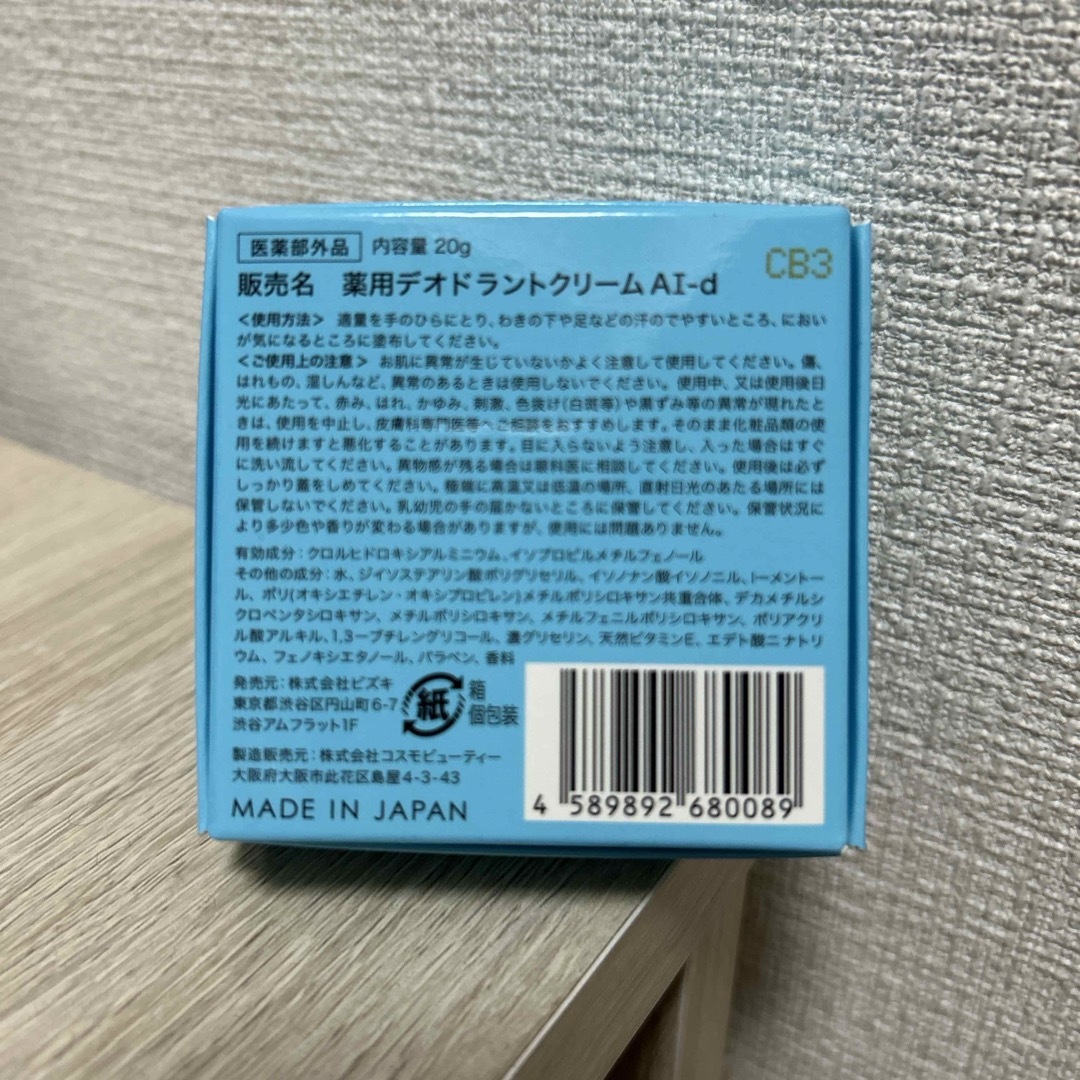 医薬部外品 内容量 20g
CB3
販売名 薬用デオドラントクリームAI-d
<使用方法> 適量を手のひらにとり、わきの下や足などの汗のでやすいところ、におい
が気になるところに塗布してください。
<ご使用上の注意> お肌に異常が生じていないかよく注意して使用してください。傷、
はれもの、湿しんなど、異常のあるときは使用しないでください。使用中、又は使用後日
光にあたって、赤み、はれ、かゆみ、刺激、色抜け(白斑等)や黒ずみ等の異常が現れたと
きは、使用を中止し、皮膚科専門医等へご相談をおすすめします。そのまま化粧品類の使
用を続けますと悪化することがあります。目に入らないよう注意し、入った場合はすぐ
に洗い流してください。異物感が残る場合は眼科医に相談してください。使用後は必ず
しっかり蓋をしめてください。極端に高温又は低温の場所、直射日光のあたる場所には
保管しないでください。乳幼児の手の届かないところに保管してください。保管状況に
より多少色や香りが変わる場合がありますが、使用には問題ありません。
有効成分:クロルヒドロキシアルミニウム、イソプロピルメチルフェノール
その他の成分:水、ジイソステアリン酸ポリグリセリル、イソノナン酸イソノニル、l-メントー
ル、ポリ(オキシエチレン・オキシプロピレン)メチルポリシロキサン共重合体、デカメチルシ
クロペンタシロキサン、メチルポリシロキサン、メチルフェニルポリシロキサン、ポリアクリ
ル酸アルキル、1,3-ブチレングリコール、濃グリセリン、天然ビタミンE、エデト酸二ナトリ
ウム、フェノキシエタノール、パラベン、香料
発売元:株式会社ビズキ
東京都渋谷区円山町6-7
渋谷アムフラット1F
紙
箱
個包装
製造販売元:株式会社コスモビューティー
大阪府大阪市此花区島屋4-3-43
MADE IN JAPAN
4 589892 680089